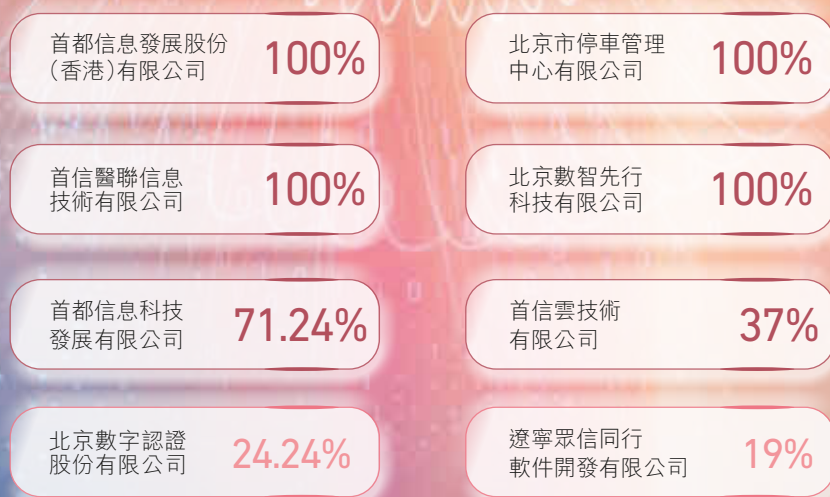 首都信息發展股份
(香港)有限公司
100%
北京市停車管理
中心有限公司
100%
首信醫聯信息
技術有限公司
100%
北京數智先行
科技有限公司
100%
首都信息科技
發展有限公司
71.24%
首信雲技術
有限公司
37%
北京數字認證
股份有限公司
24.24%
遼寧眾信同行
軟件開發有限公司
19%